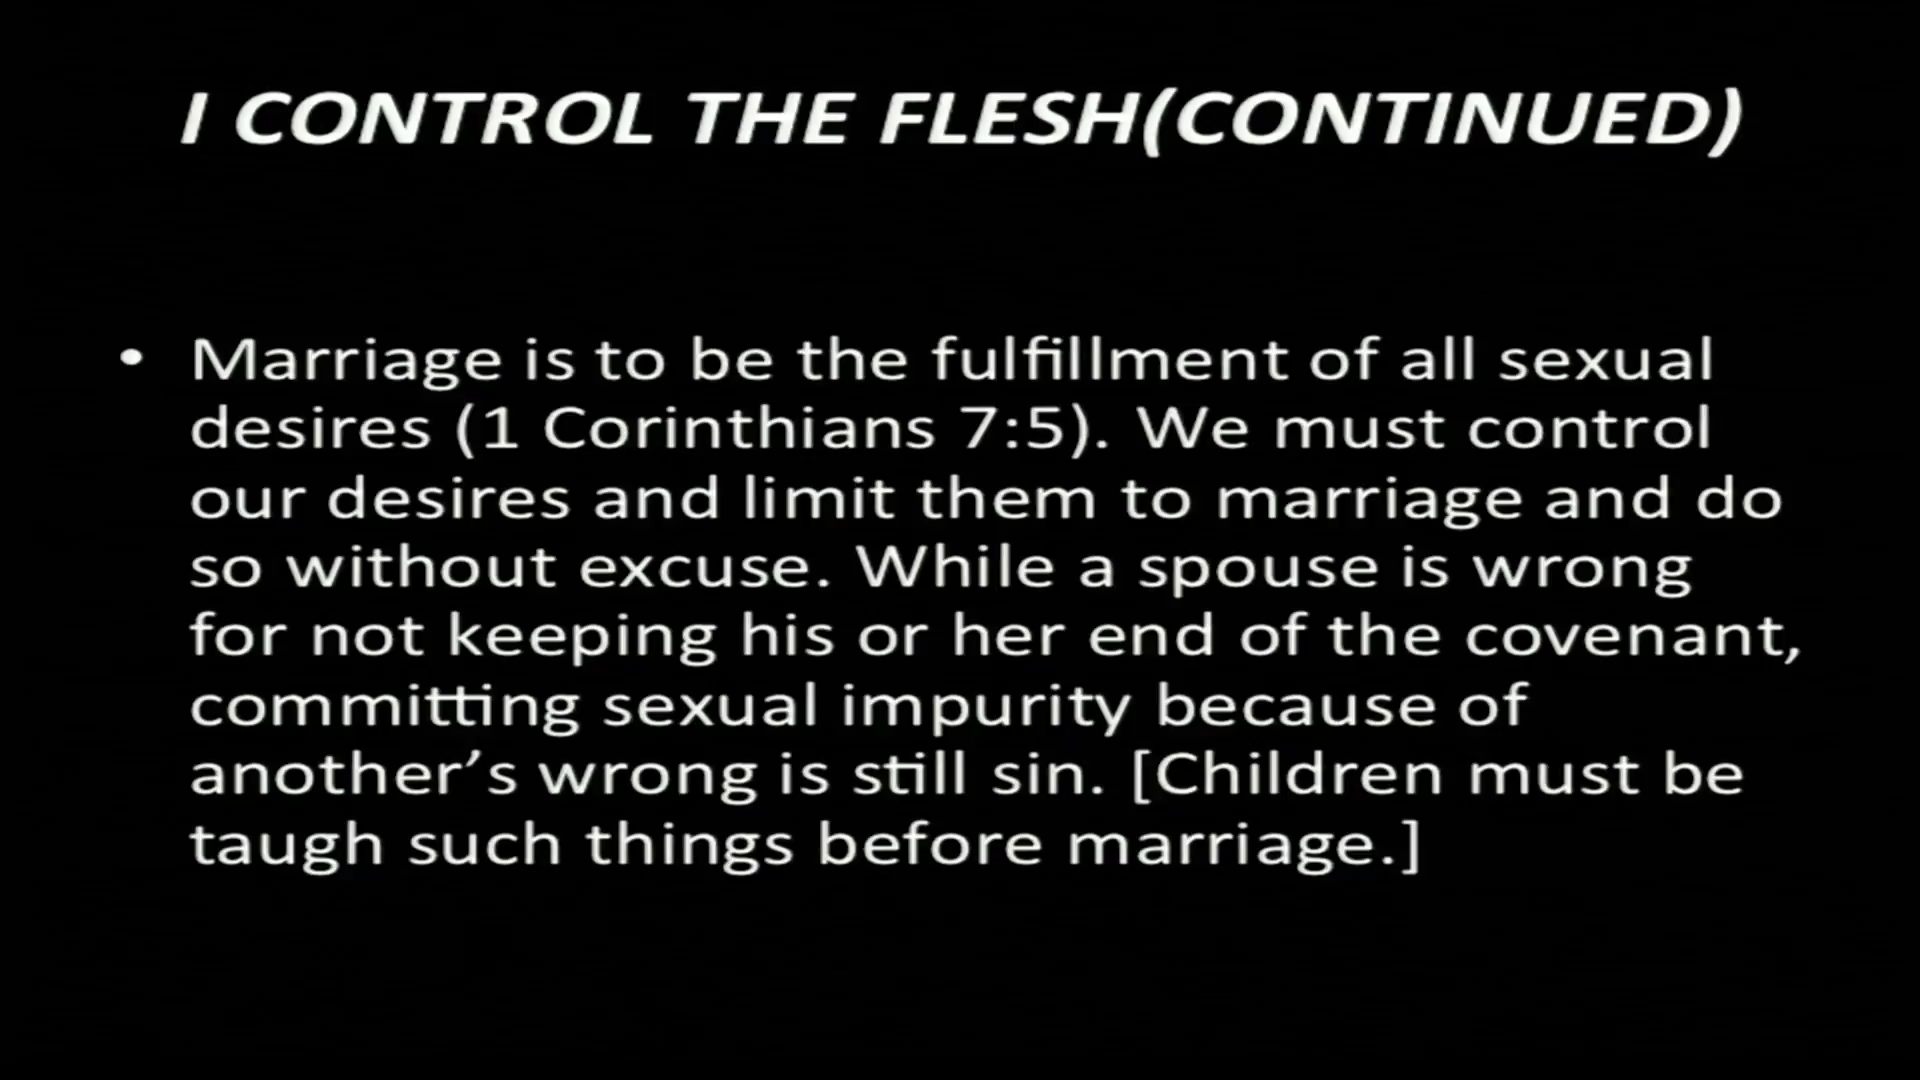 I CONTROL THE FLESH(CONTINUED)
• Marriage is to be the fulfillment of all sexual
desires (1 Corinthians 7:5). We must control
our desires and limit them to marriage and do
so without excuse. While a spouse is wrong
for not keeping his or her end of the covenant,
committing sexual impurity because of
another’s wrong is still sin. [Children must be
taugh such things before marriage.]